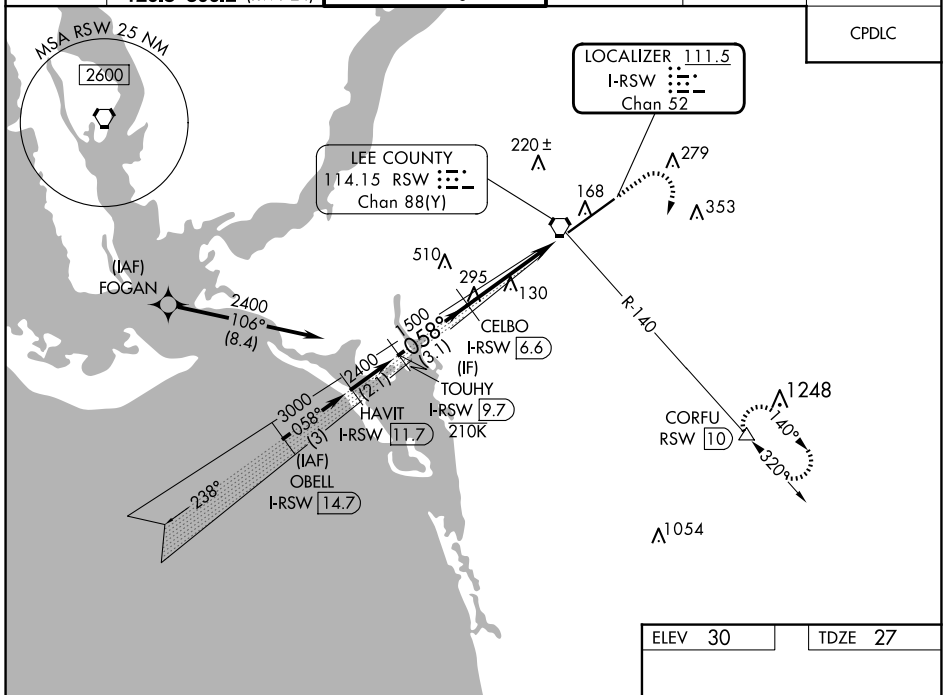 MSA RSW 25 NM
2600
CPDLC
LOCALIZER 111.5
I-RSW
Chan 52
LEE COUNTY
114.15 RSW
Chan 88(Y)
220 ±
279
168
353
510
295
130
(IAF)
FOGAN
2400
106°
(8.4)
R-140
1500
058°
(3.1)
CELBO
I-RSW 6.6
(IF)
TOUHY
I-RSW 9.7
210K
2400
(2.1)
HAVIT
I-RSW 11.7
3000
058°
(3)
(IAF)
OBELL
I-RSW 14.7
238°
CORFU
RSW 10
1248
140°
320°
1054
ELEV 30
TDZE 27